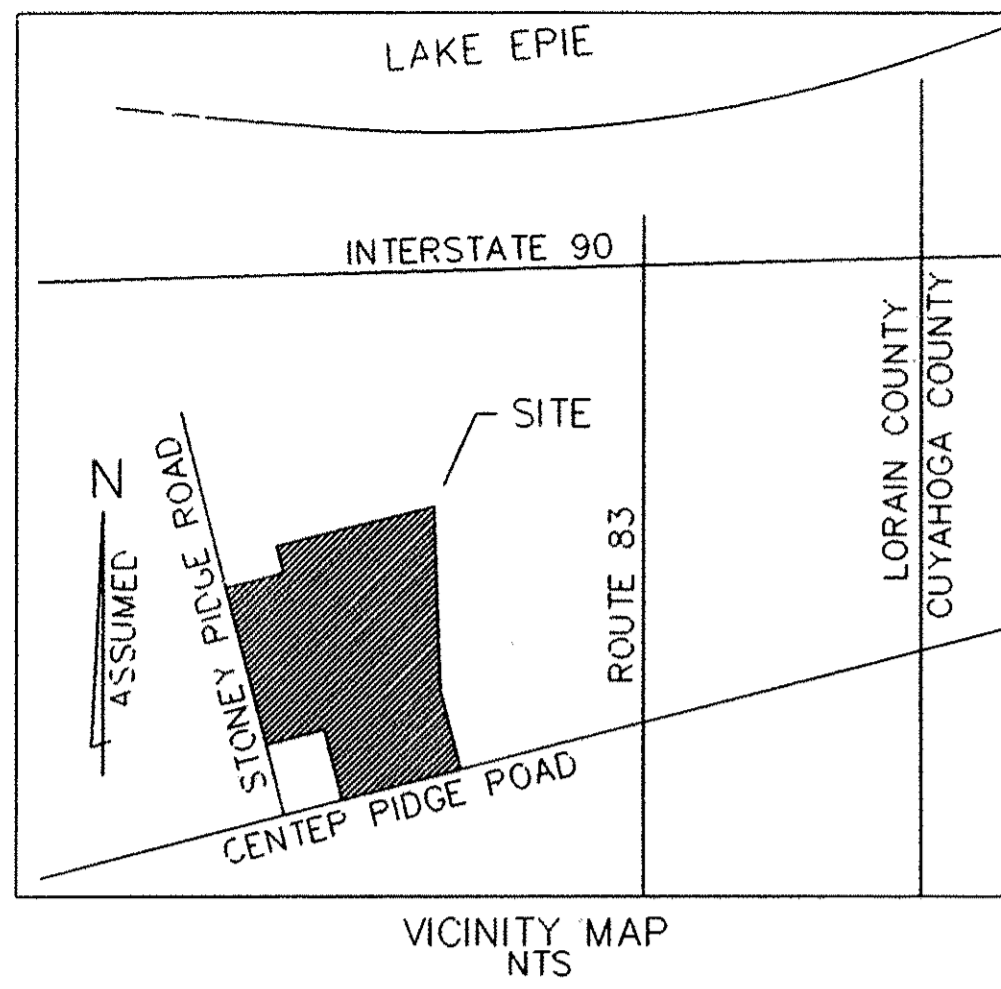 LAKE EPIE
INTERSTATE 90
SITE
N
ASSUMED
STONEY PIDGE ROAD
ROUTE 83
LORAIN COUNTY
CUYAHOGA COUNTY
CENTEP PIDGE POAD
VICINITY MAP
NTS